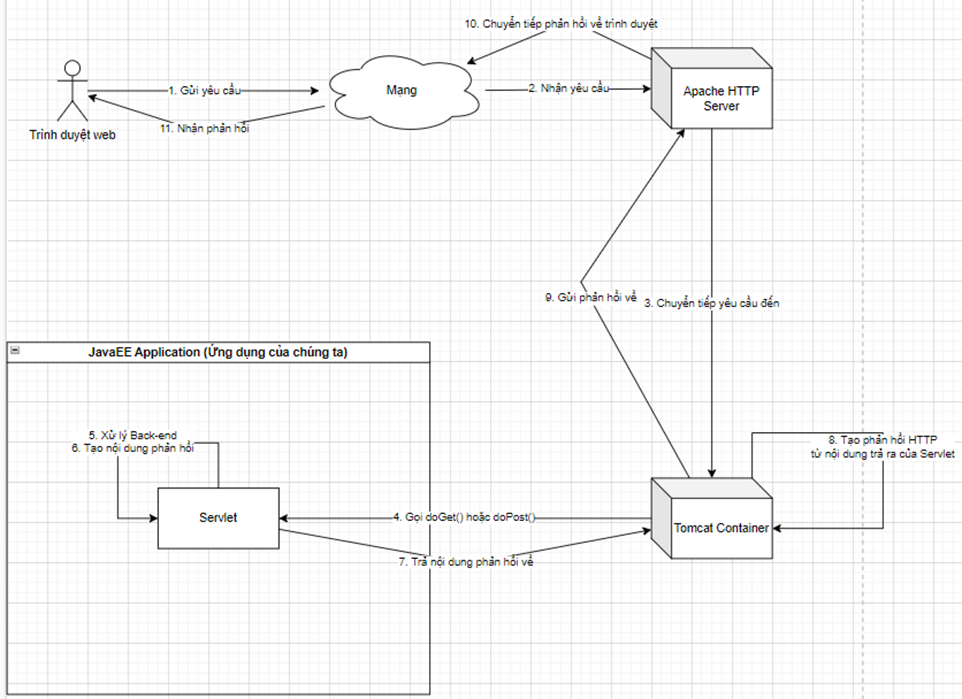 10. Chuyển tiếp phản hồi về trình duyệt
1. Gửi yêu cầu
Mạng
2. Nhận yêu cầu
Apache HTTP
Server
11. Nhận phản hồi
Trình duyệt web
9. Gửi phản hồi về
3. Chuyển tiếp yêu cầu đến
JavaEE Application (Ứng dụng của chúng ta)
5. Xử lý Back-end
6. Tạo nội dung phản hồi
8. Tạo phản hồi HTTP
từ nội dung trả ra của Servlet
Servlet
4. Gọi doGet() hoặc doPost()
Tomcat Container
7. Trả nội dung phản hồi về